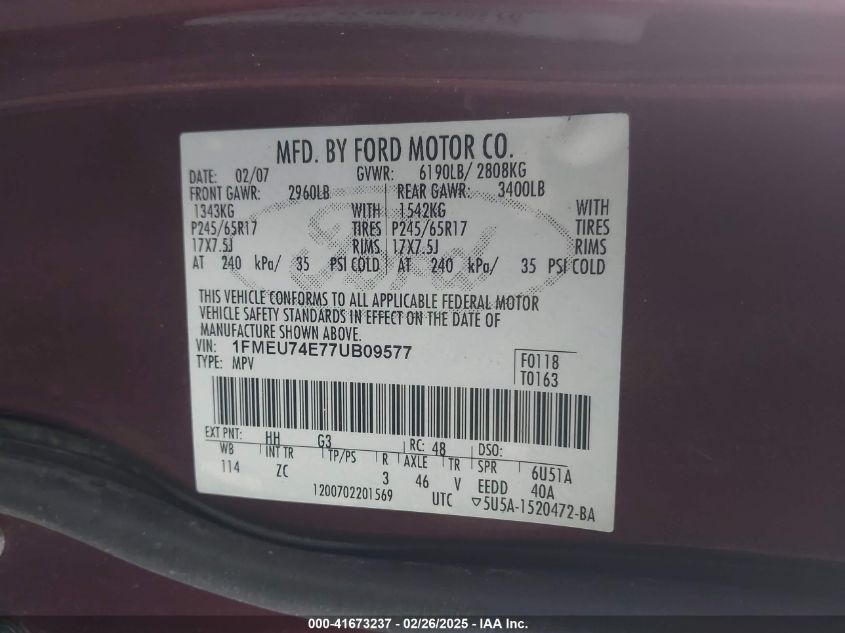 MFD. BY FORD MOTOR CO.
DATE: 02/07 GVWR: 6190LB/ 2808KG
FRONT GAWR: 2960LB REAR GAWR: 3400LB
1343KG WITH 1542KG WITH
P245/65R17 TIRES P245/65R17 TIRES
17X7.5J RIMS 17X7.5J RIMS
AT 240 kPa/ 35 PSI COLD AT 240 kPa/ 35 PSI COLD
Ford
THIS VEHICLE CONFORMS TO ALL APPLICABLE FEDERAL MOTOR
VEHICLE SAFETY STANDARDS IN EFFECT ON THE DATE OF
MANUFACTURE SHOWN ABOVE.
VIN: 1FMEU74E77UB09577
TYPE: MPV
F0118
T0163
EXT PNT: HH G3 RC: 48 DSO:
WB INT TR TP/PS R AXLE TR SPR 6U51A
114 ZC 3 46 V EEDD 40A
1200702201569 UTC ▽5U5A-1520472-BA
000-41673237 - 02/26/2025 - IAA Inc.